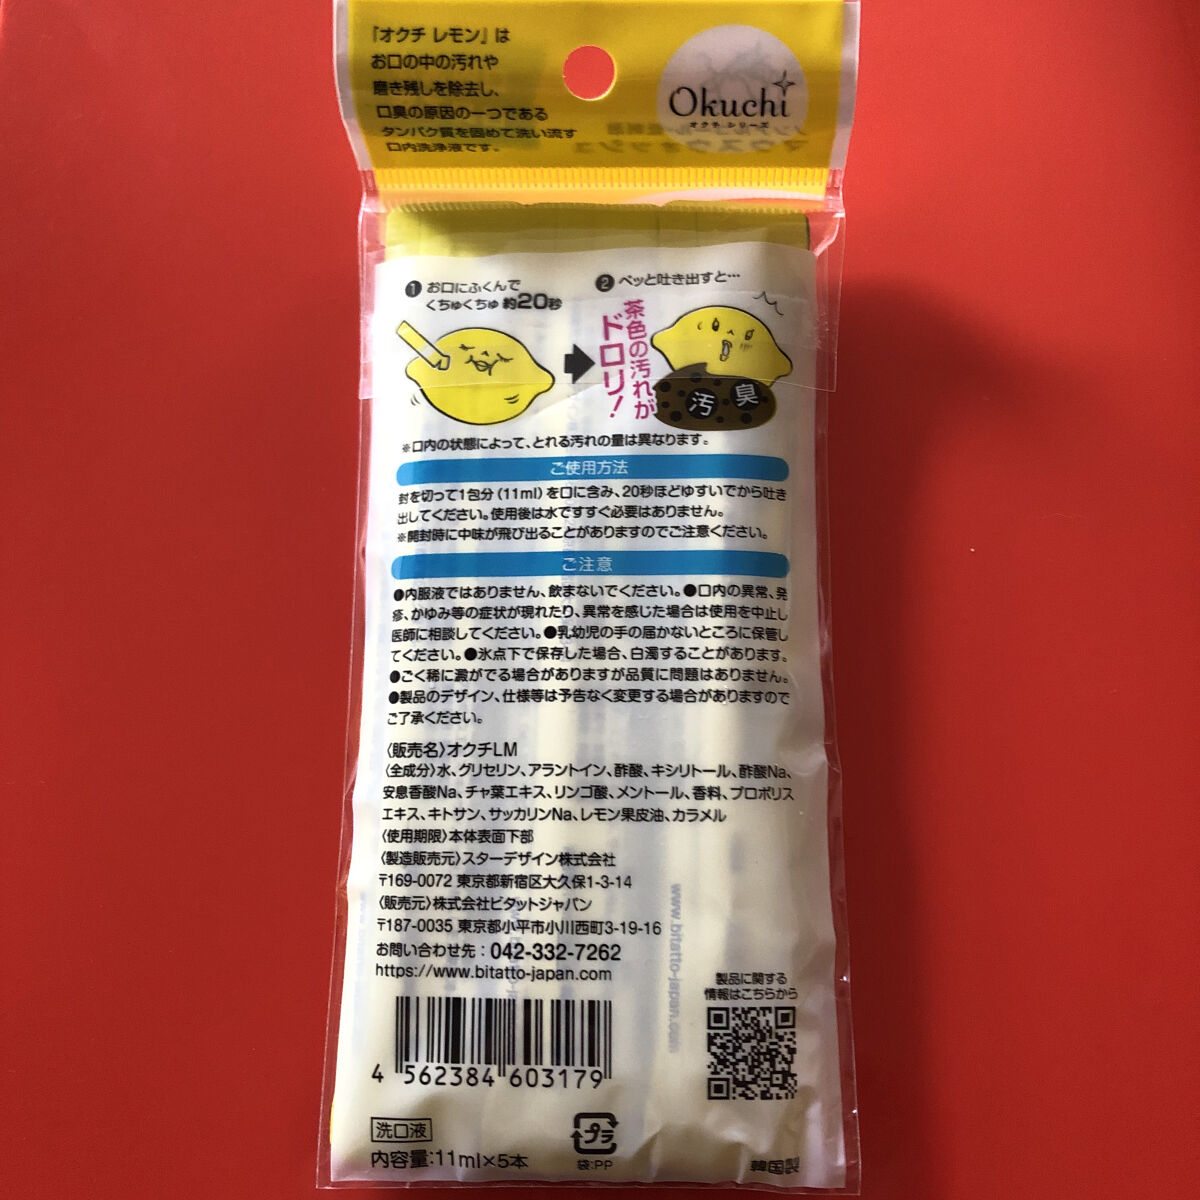 「オクチ レモン」は
お口の中の汚れや
磨き残しを除去し、
口臭の原因の一つである
タンパク質を固めて洗い流す
口内洗浄液です。
Okuchi
オクチシリーズ
マウスウォッシュ
❶ お口にふくんで
くちゅくちゅ 約20秒
❷ ペッと吐き出すと…
茶色の汚れが
ドロリ!
汚 臭
※口内の状態によって、とれる汚れの量は異なります。
ご使用方法
封を切って1包分(11ml)を口に含み、20秒ほどゆすいでから吐き
出してください。使用後は水ですすぐ必要はありません。
※開封時に中味が飛び出ることがありますのでご注意ください。
ご注意
●内服液ではありません、飲まないでください。●口内の異常、発
疹、かゆみ等の症状が現れたり、異常を感じた場合は使用を中止し
医師に相談してください。●乳幼児の手の届かないところに保管し
てください。●氷点下で保存した場合、白濁することがあります。
●ごく稀に澱がでる場合がありますが品質に問題はありません。
●製品のデザイン、仕様等は予告なく変更する場合がありますので
ご了承ください。
〈販売名〉オクチLM
〈全成分〉水、グリセリン、アラントイン、酢酸、キシリトール、酢酸Na、
安息香酸Na、チャ葉エキス、リンゴ酸、メントール、香料、プロポリス
エキス、キトサン、サッカリンNa、レモン果皮油、カラメル
〈使用期限〉本体表面下部
〈製造販売元〉スターデザイン株式会社
〒169-0072 東京都新宿区大久保1-3-14
〈販売元〉株式会社ビタットジャパン
〒187-0035 東京都小平市小川西町3-19-16
お問い合わせ先：042-332-7262
https://www.bitatto-japan.com
www.bitatto-japan.com
製品に関する
情報はこちらから
4 562384 603179
洗口液
内容量:11ml×5本
プラ
袋:PP
韓国製